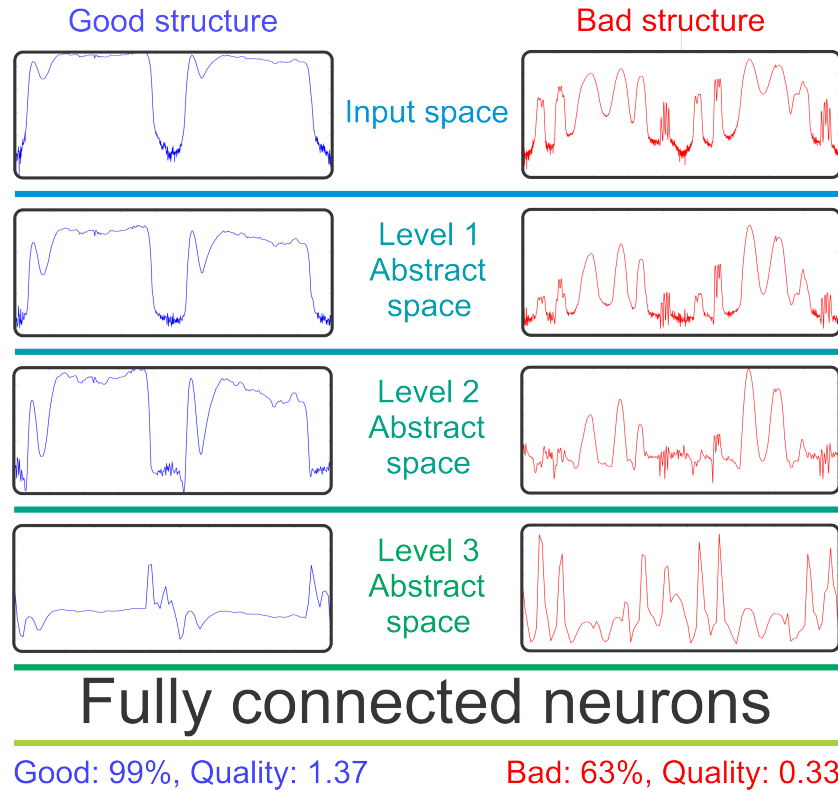 Good structure
Bad structure
Input space
Level 1
Abstract
space
Level 2
Abstract
space
Level 3
Abstract
space
Fully connected neurons
Good: 99%, Quality: 1.37
Bad: 63%, Quality: 0.33